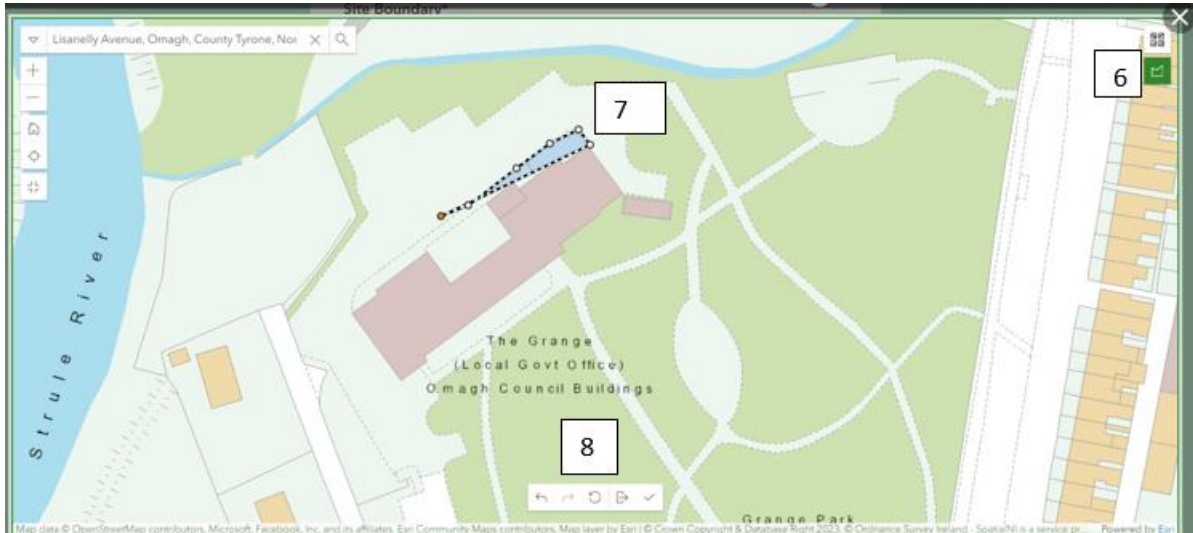 Site Boundary*
Lisanelly Avenue, Omagh, County Tyrone, Nor
6
7
Strule River
The Grange
(Local Govt Office)
Omagh Council Buildings
8
Grange Park
Map data © OpenStreetMap contributors, Microsoft, Facebook, Inc. and its affiliates, Esri Community Maps contributors, Map layer by Esri | © Crown Copyright & Database Right 2023, © Ordnance Survey Ireland - SpatialNI is a service pr... Powered by Esri